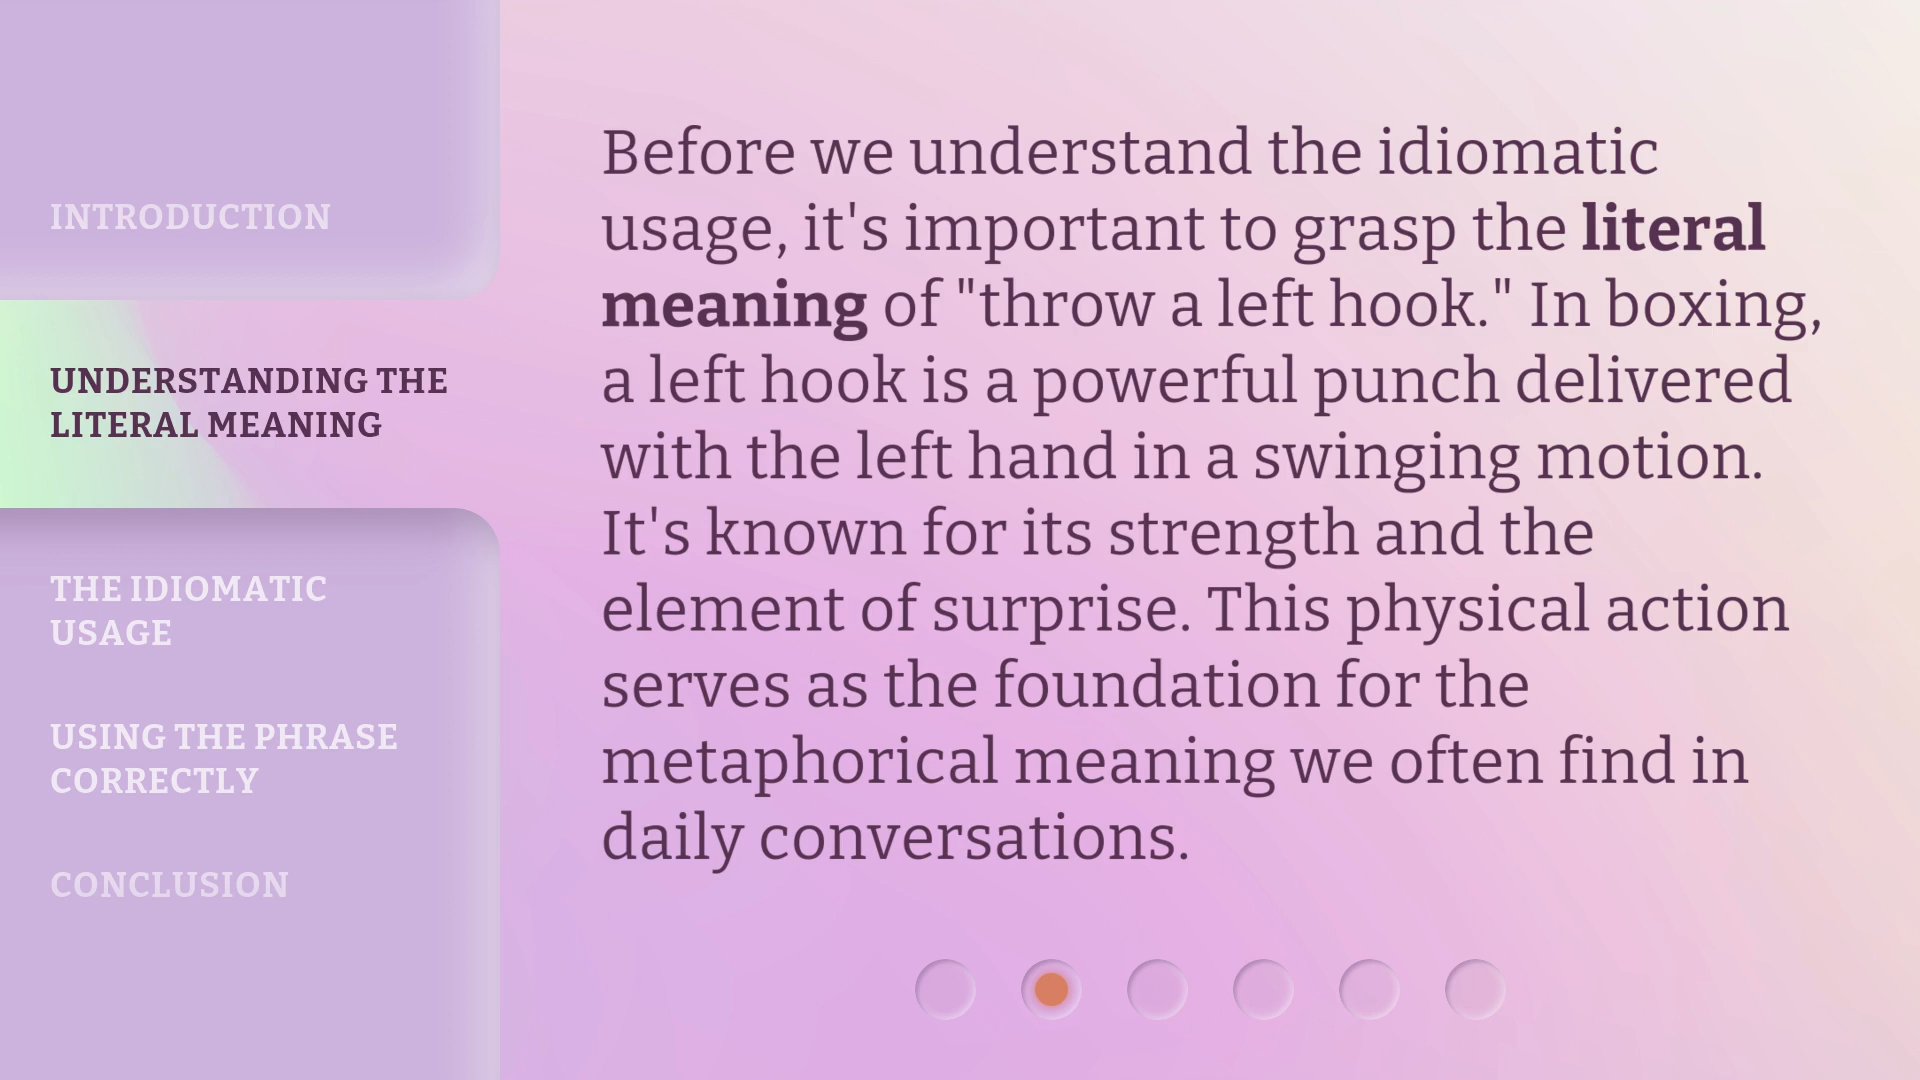 INTRODUCTION
UNDERSTANDING THE
LITERAL MEANING
THE IDIOMATIC
USAGE
USING THE PHRASE
CORRECTLY
CONCLUSION
Before we understand the idiomatic
usage, it's important to grasp the literal
meaning of "throw a left hook." In boxing,
a left hook is a powerful punch delivered
with the left hand in a swinging motion.
It's known for its strength and the
element of surprise. This physical action
serves as the foundation for the
metaphorical meaning we often find in
daily conversations.